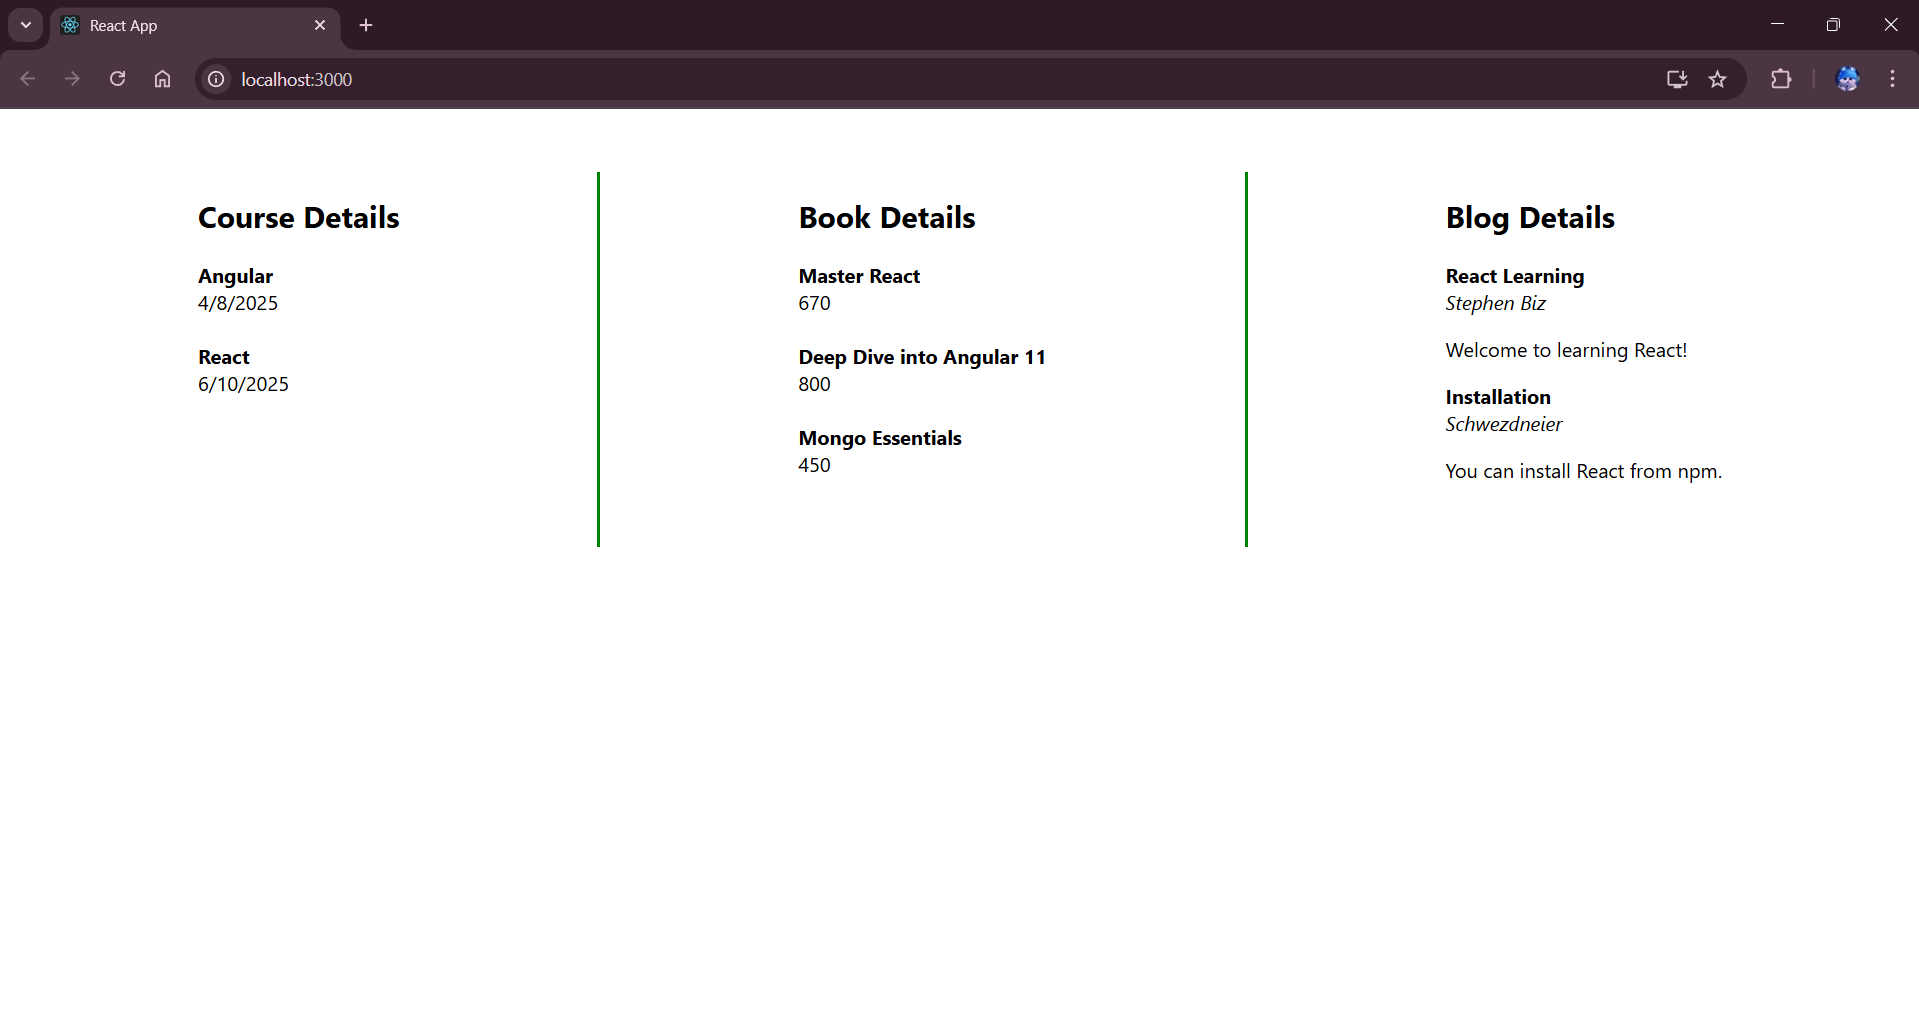 React App
localhost:3000
Course Details
Angular
4/8/2025
React
6/10/2025
Book Details
Master React
670
Deep Dive into Angular 11
800
Mongo Essentials
450
Blog Details
React Learning
Stephen Biz
Welcome to learning React!
Installation
Schwezdneier
You can install React from npm.